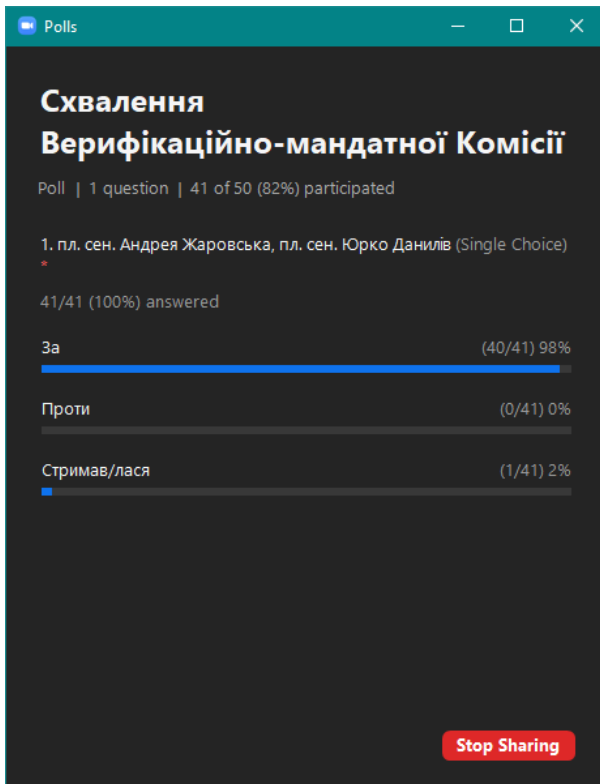 Polls
Схвалення
Верифікаційно-мандатної Комісії
Poll | 1 question | 41 of 50 (82%) participated
1. пл. сен. Андрея Жаровська, пл. сен. Юрко Данилів (Single Choice)
*
41/41 (100%) answered
За (40/41) 98%
Проти (0/41) 0%
Стримав/лася (1/41) 2%
Stop Sharing